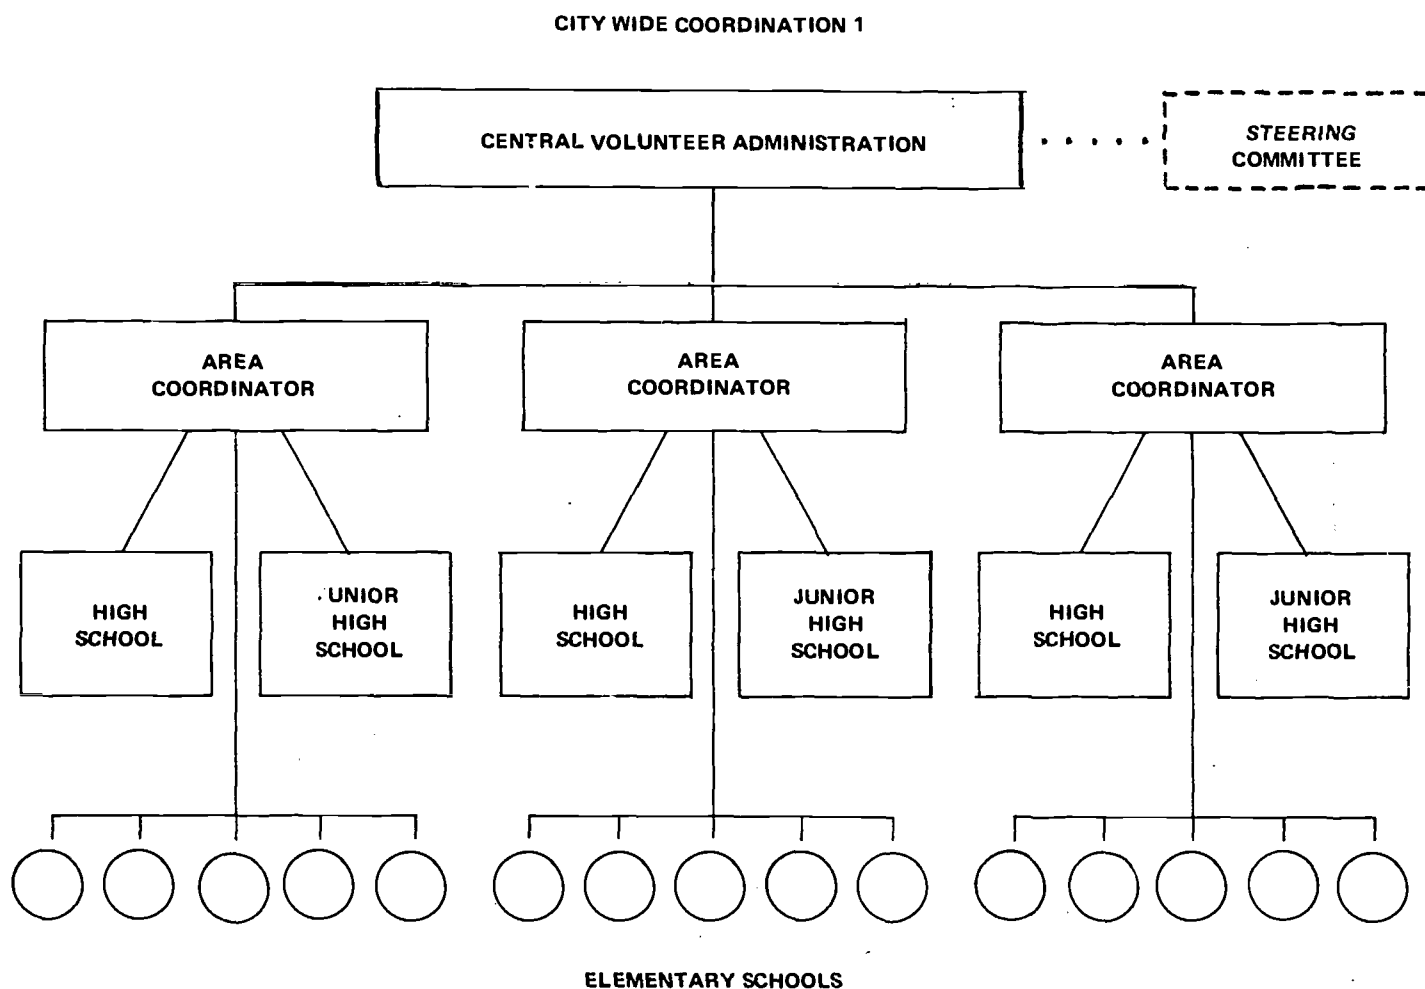 CITY WIDE COORDINATION 1
CENTRAL VOLUNTEER ADMINISTRATION
STEERING
COMMITTEE
AREA
COORDINATOR
AREA
COORDINATOR
AREA
COORDINATOR
HIGH
SCHOOL
UNIOR
HIGH
SCHOOL
HIGH
SCHOOL
JUNIOR
HIGH
SCHOOL
HIGH
SCHOOL
JUNIOR
HIGH
SCHOOL
ELEMENTARY SCHOOLS